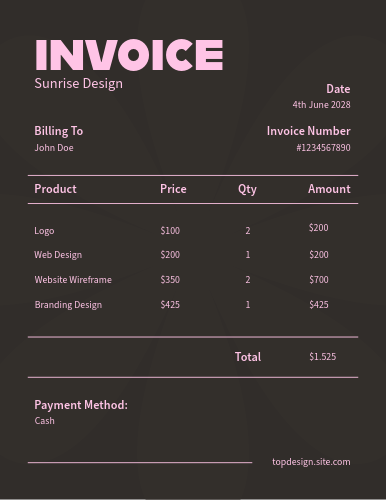 INVOICE
Sunrise Design
Date
4th June 2028
Billing To
Invoice Number
John Doe
#1234567890
Product Price Qty Amount
Logo $100 2 $200
Web Design $200 1 $200
Website Wireframe $350 2 $700
Branding Design $425 1 $425
Total $1.525
Payment Method:
Cash
topdesign.site.com